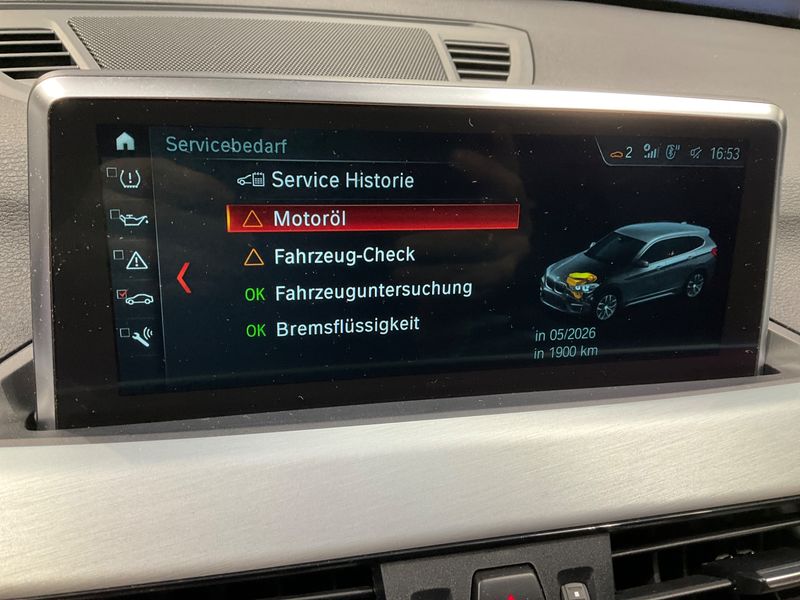 Servicebedarf
2
16:53
Service Historie
Motoröl
Fahrzeug-Check
OK Fahrzeuguntersuchung
OK Bremsflüssigkeit
in 05/2026
in 1900 km